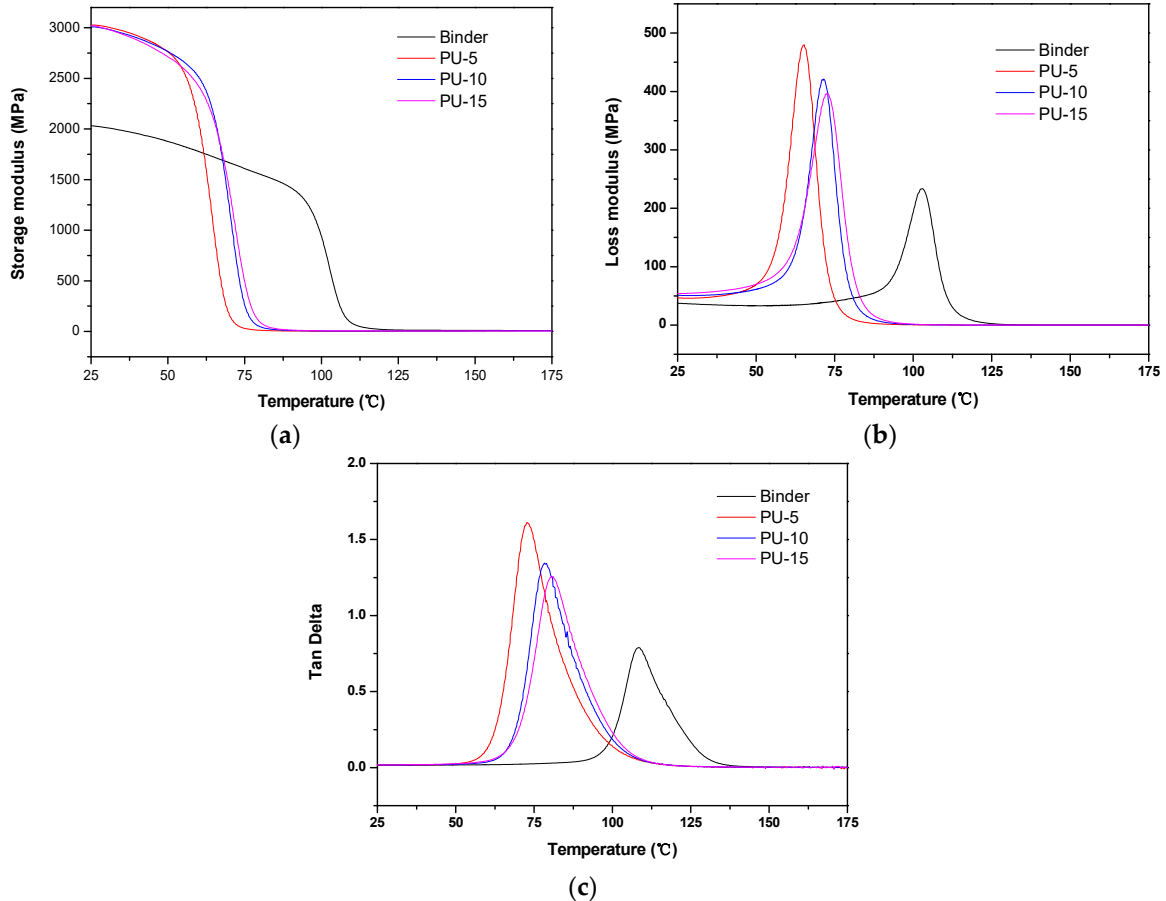 3000
2500
2000
1500
1000
500
0
Storage modulus (MPa)
Binder
PU-5
PU-10
PU-15
25 50 75 100 125 150 175
Temperature (℃)
(a)
500
400
300
200
100
0
Loss modulus (MPa)
Binder
PU-5
PU-10
PU-15
25 50 75 100 125 150 175
Temperature (℃)
(b)
2.0
1.5
1.0
0.5
0.0
Tan Delta
Binder
PU-5
PU-10
PU-15
25 50 75 100 125 150 175
Temperature (℃)
(c)